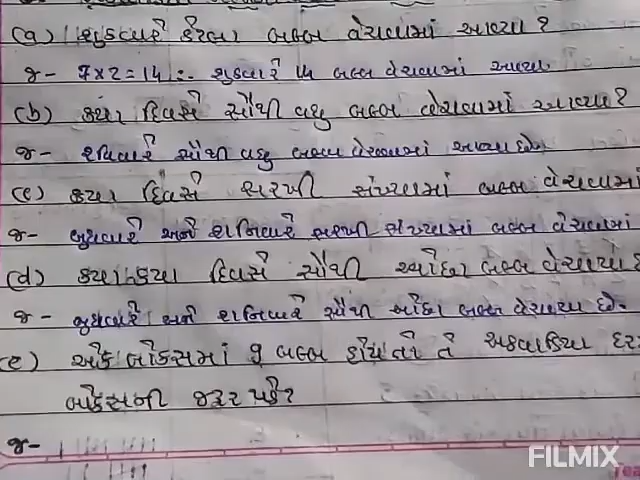 (a) શુક્રવારે કેટલા બલ્બ વેચવામાં આવ્યા ?
જ- 7×2=14 :- શુક્રવારે 14 બલ્બ વેચવામાં આવ્યા
(b) કયા દિવસે સૌથી વધુ બલ્બ વેચવામાં આવ્યા ?
જ- રવિવારે સૌથી વધુ બલ્બ વેચવામાં આવ્યા હશે.
(c) કયા દિવસે સરખી સંખ્યામાં બલ્બ વેચવામાં
જ- બુધવારે અને શનિવારે સરખી સંખ્યામાં બલ્બ વેચવામાં
(d) કયા કયા દિવસે સૌથી ઓછા બલ્બ વેચાયા
જ- બુધવારે અને શનિવારે સૌથી ઓછા બલ્બ વેચાયા હશે.
(e) એક બોક્સમાં 9 બલ્બ હોય તો તે અઠવાડિયા
બોક્સની જરૂર પડે?
જ-
FILMIX